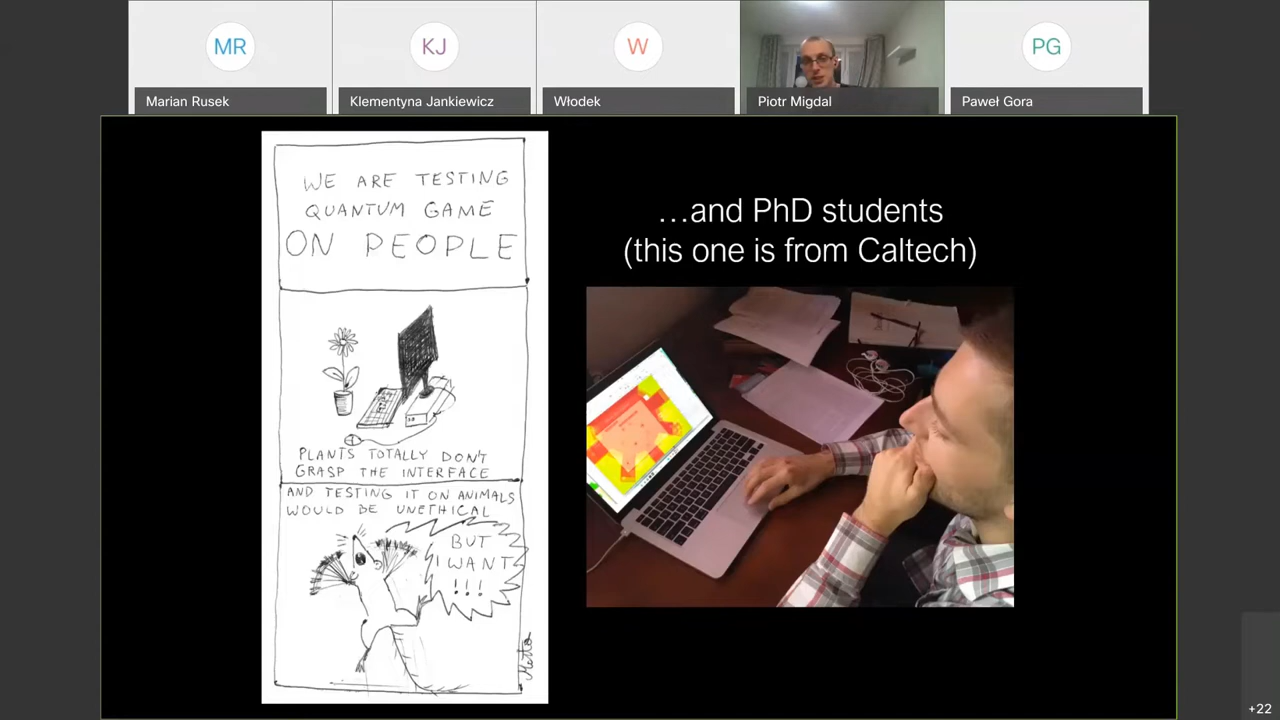 MR
KJ
W
PG
Marian Rusek
Klementyna Jankiewicz
Włodek
Piotr Migdal
Paweł Gora
WE ARE TESTING
QUANTUM GAME
ON PEOPLE
PLANTS TOTALLY DON'T
GRASP THE INTERFACE
AND TESTING IT ON ANIMALS
WOULD BE UNETHICAL
BUT
I WANT
!!!
…and PhD students
(this one is from Caltech)
+22